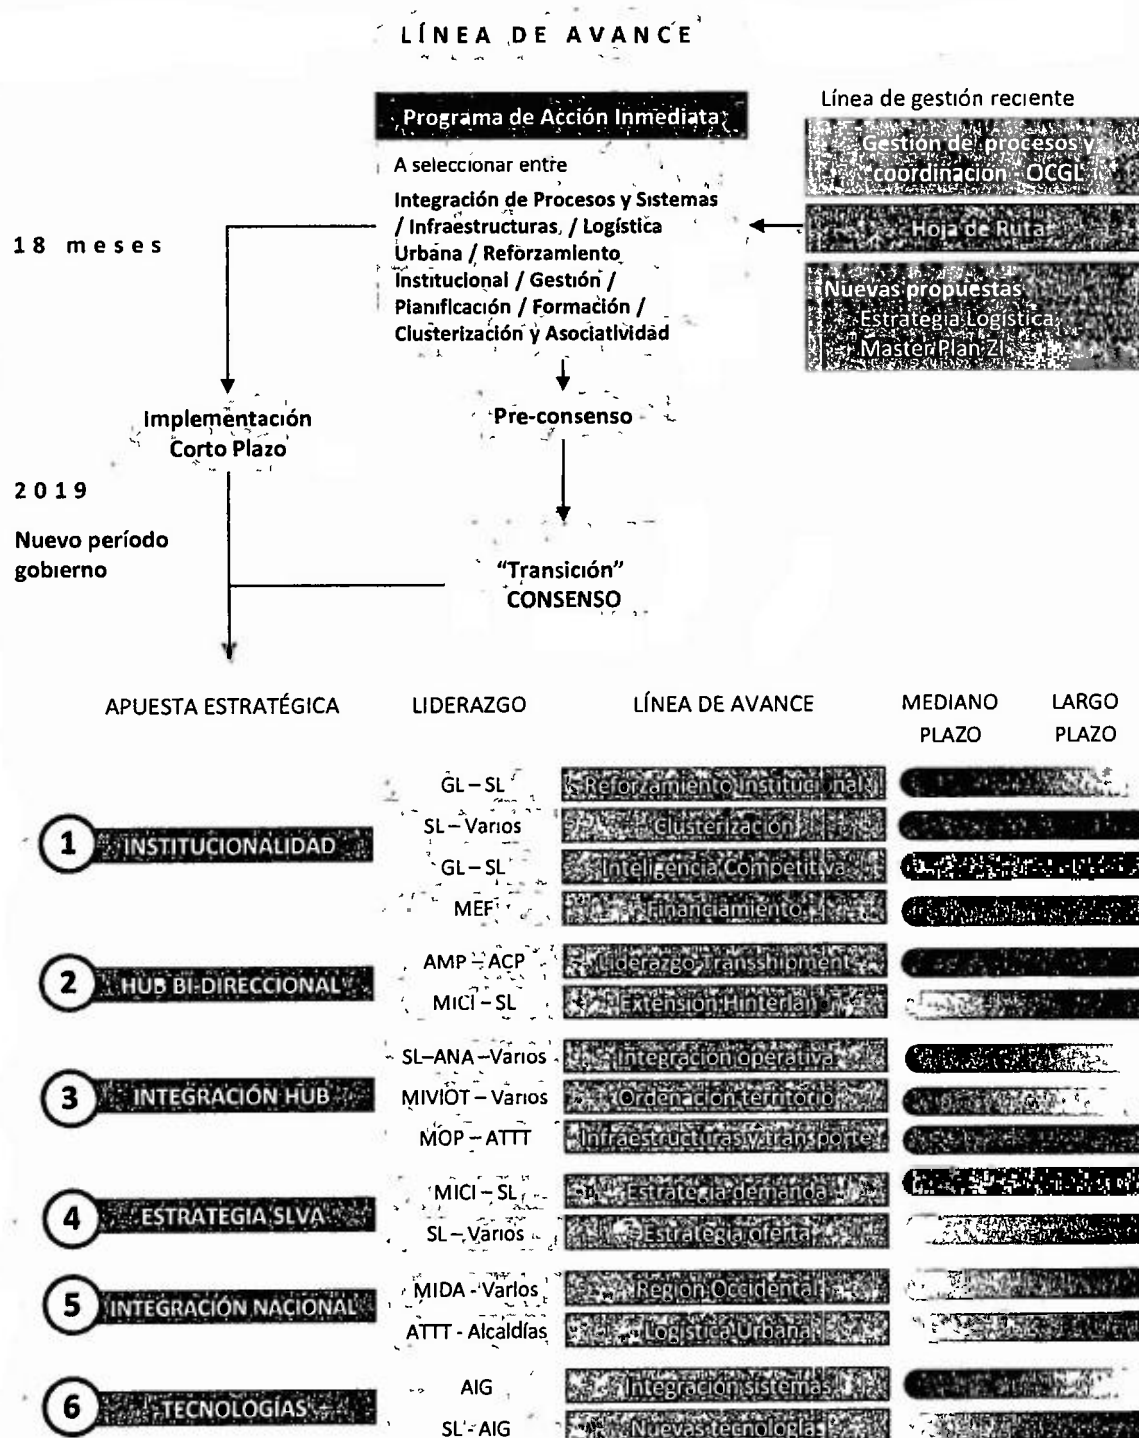 LÍNEA DE AVANCE
Programa de Acción Inmediata
Línea de gestión reciente
Gestión de procesos y
coordinación - OCGL
A seleccionar entre
Integración de Procesos y Sistemas
/ Infraestructuras, / Logística
Urbana / Reforzamiento
Institucional / Gestión /
Planificación / Formación /
Clusterización y Asociatividad
Hoja de Ruta
Nuevas propuestas
Estrategia Logística
Master Plan ZI
18 meses
Implementación
Corto Plazo
Pre-consenso
2019
Nuevo período
gobierno
“Transición”
CONSENSO
APUESTA ESTRATÉGICA LIDERAZGO LÍNEA DE AVANCE MEDIANO PLAZO LARGO PLAZO
1 INSTITUCIONALIDAD
GL – SL Reforzamiento Institucional
SL – Varios Clusterización
GL – SL Inteligencia Competitiva
MEF Financiamiento
2 HUB BI-DIRECCIONAL
AMP – ACP Liderazgo Transshipment
MICI – SL Extensión Hinterland
3 INTEGRACIÓN HUB
SL–ANA–Varios Integración operativa
MIVIOT – Varios Ordenación territorio
MOP – ATTT Infraestructuras y transporte
4 ESTRATEGIA SLVA
MICI – SL Estrategia demanda
SL – Varios Estrategia oferta
5 INTEGRACIÓN NACIONAL
MIDA - Varios Región Occidental
ATTT - Alcaldías Logística Urbana
6 TECNOLOGÍAS
AIG Integración sistemas
SL - AIG Nuevas tecnologías